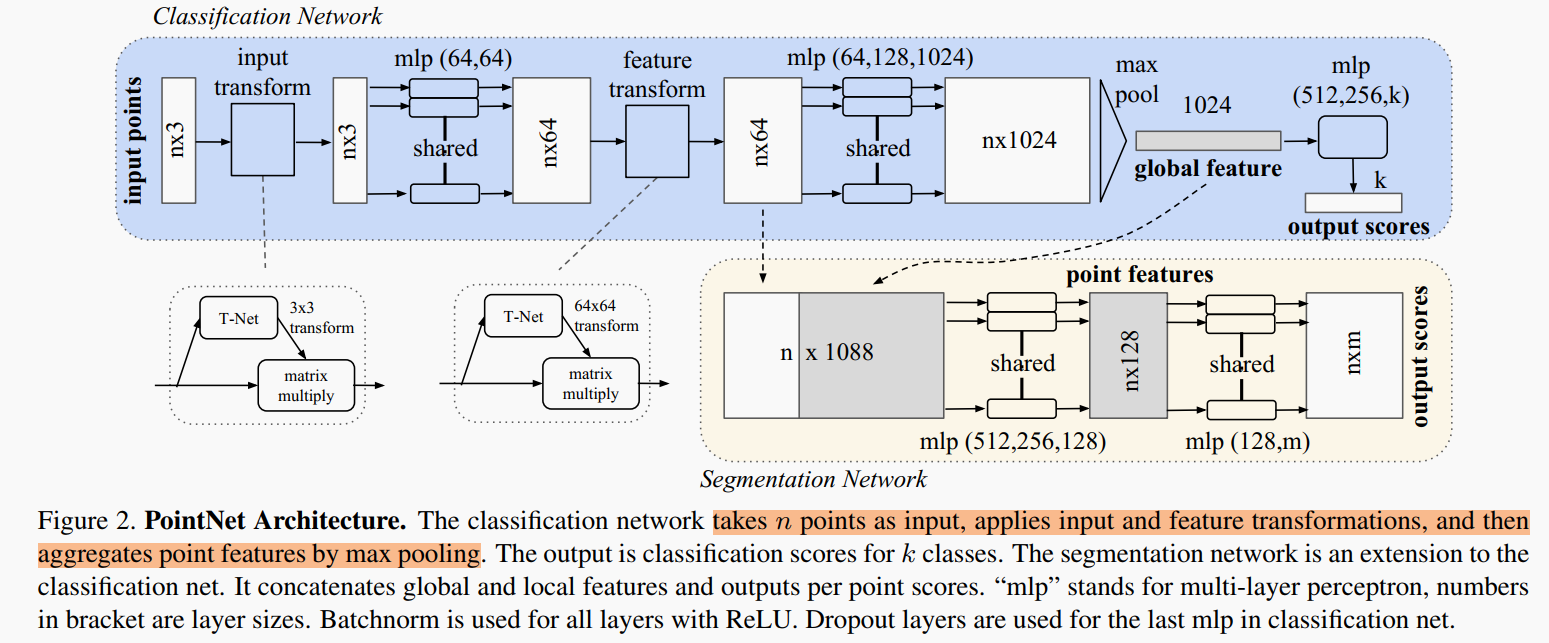 Classification Network
input points
nx3
input
transform
nx3
mlp (64,64)
shared
nx64
feature
transform
nx64
mlp (64,128,1024)
shared
nx1024
max
pool
1024
global feature
mlp
(512,256,k)
k
output scores
T-Net
3x3
transform
matrix
multiply
T-Net
64x64
transform
matrix
multiply
point features
n x 1088
shared
mlp (512,256,128)
nx128
shared
mlp (128,m)
nxm
output scores
Segmentation Network
Figure 2. PointNet Architecture. The classification network takes n points as input, applies input and feature transformations, and then
aggregates point features by max pooling. The output is classification scores for k classes. The segmentation network is an extension to the
classification net. It concatenates global and local features and outputs per point scores. “mlp” stands for multi-layer perceptron, numbers
in bracket are layer sizes. Batchnorm is used for all layers with ReLU. Dropout layers are used for the last mlp in classification net.